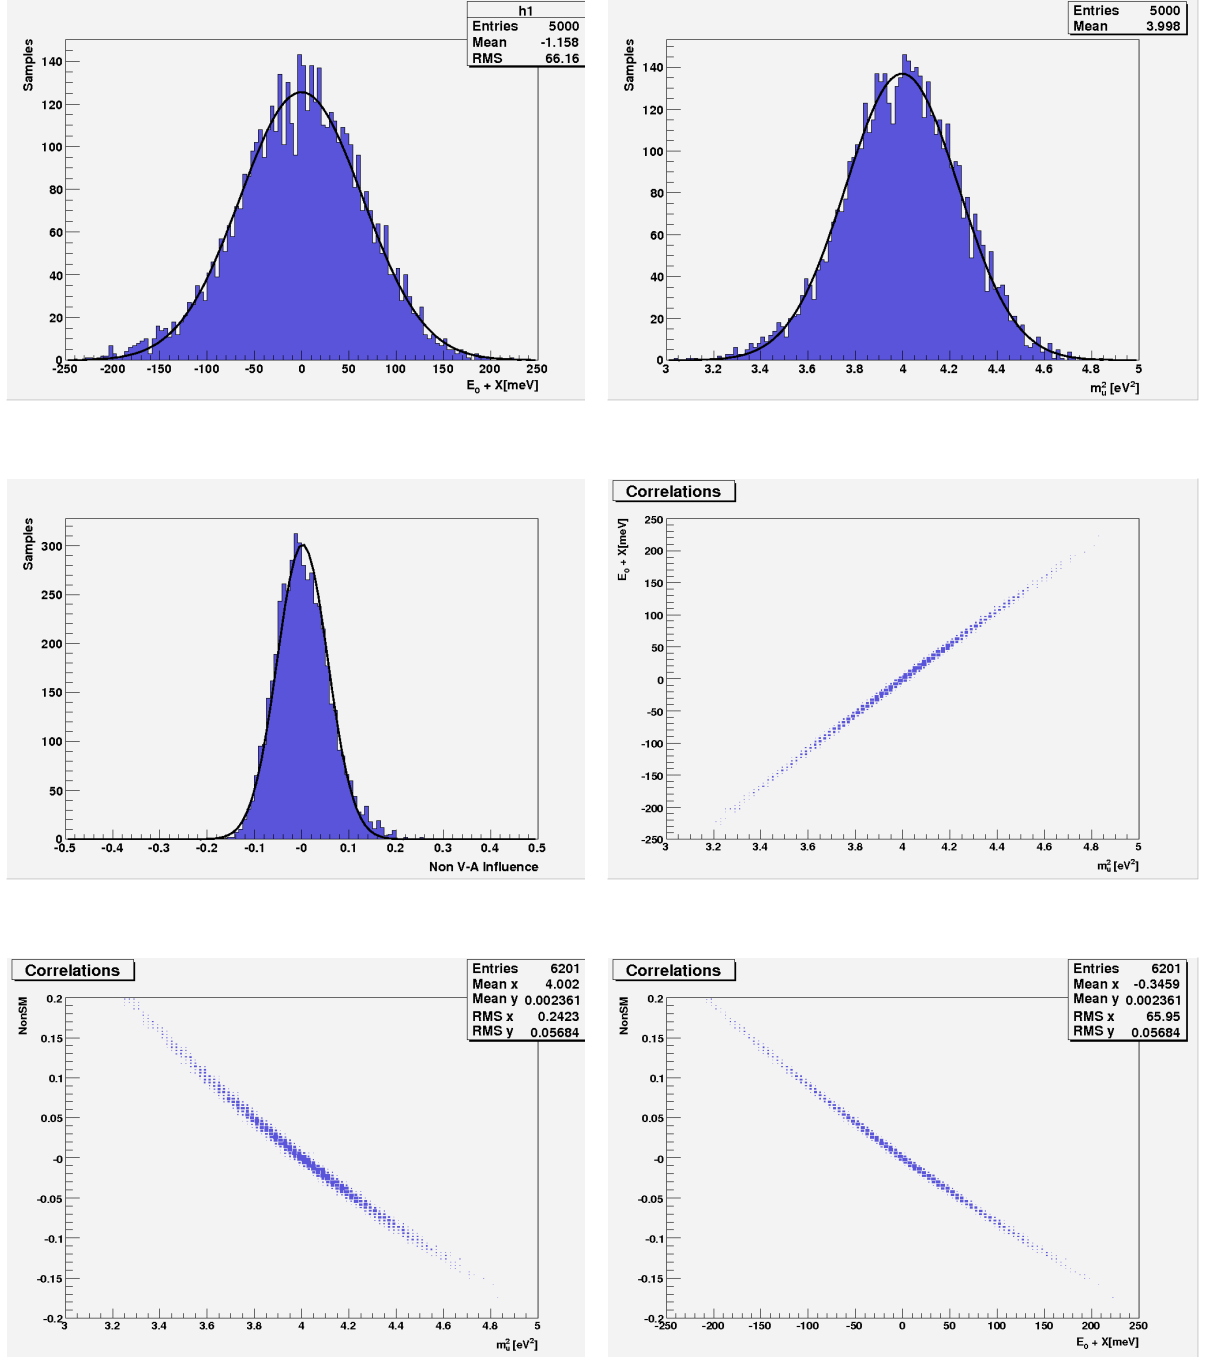 h1
Entries 5000
Mean -1.158
RMS 66.16
Samples
140
120
100
80
60
40
20
0
-250 -200 -150 -100 -50 0 50 100 150 200 250
E0 + X[meV]
Entries 5000
Mean 3.998
Samples
140
120
100
80
60
40
20
0
3 3.2 3.4 3.6 3.8 4 4.2 4.4 4.6 4.8 5
m²ᵤ [eV²]
Samples
300
250
200
150
100
50
0
-0.5 -0.4 -0.3 -0.2 -0.1 -0 0.1 0.2 0.3 0.4 0.5
Non V-A Influence
Correlations
E0 + X[meV]
250
200
150
100
50
0
-50
-100
-150
-200
-250
3 3.2 3.4 3.6 3.8 4 4.2 4.4 4.6 4.8 5
m²ᵤ [eV²]
Correlations
Entries 6201
Mean x 4.002
Mean y 0.002361
RMS x 0.2423
RMS y 0.05684
NonSM
0.2
0.15
0.1
0.05
-0
-0.05
-0.1
-0.15
-0.2
3 3.2 3.4 3.6 3.8 4 4.2 4.4 4.6 4.8 5
m²ᵤ [eV²]
Correlations
Entries 6201
Mean x -0.3459
Mean y 0.002361
RMS x 65.95
RMS y 0.05684
NonSM
0.2
0.15
0.1
0.05
-0
-0.05
-0.1
-0.15
-0.2
-250 -200 -150 -100 -50 0 50 100 150 200 250
E0 + X[meV]